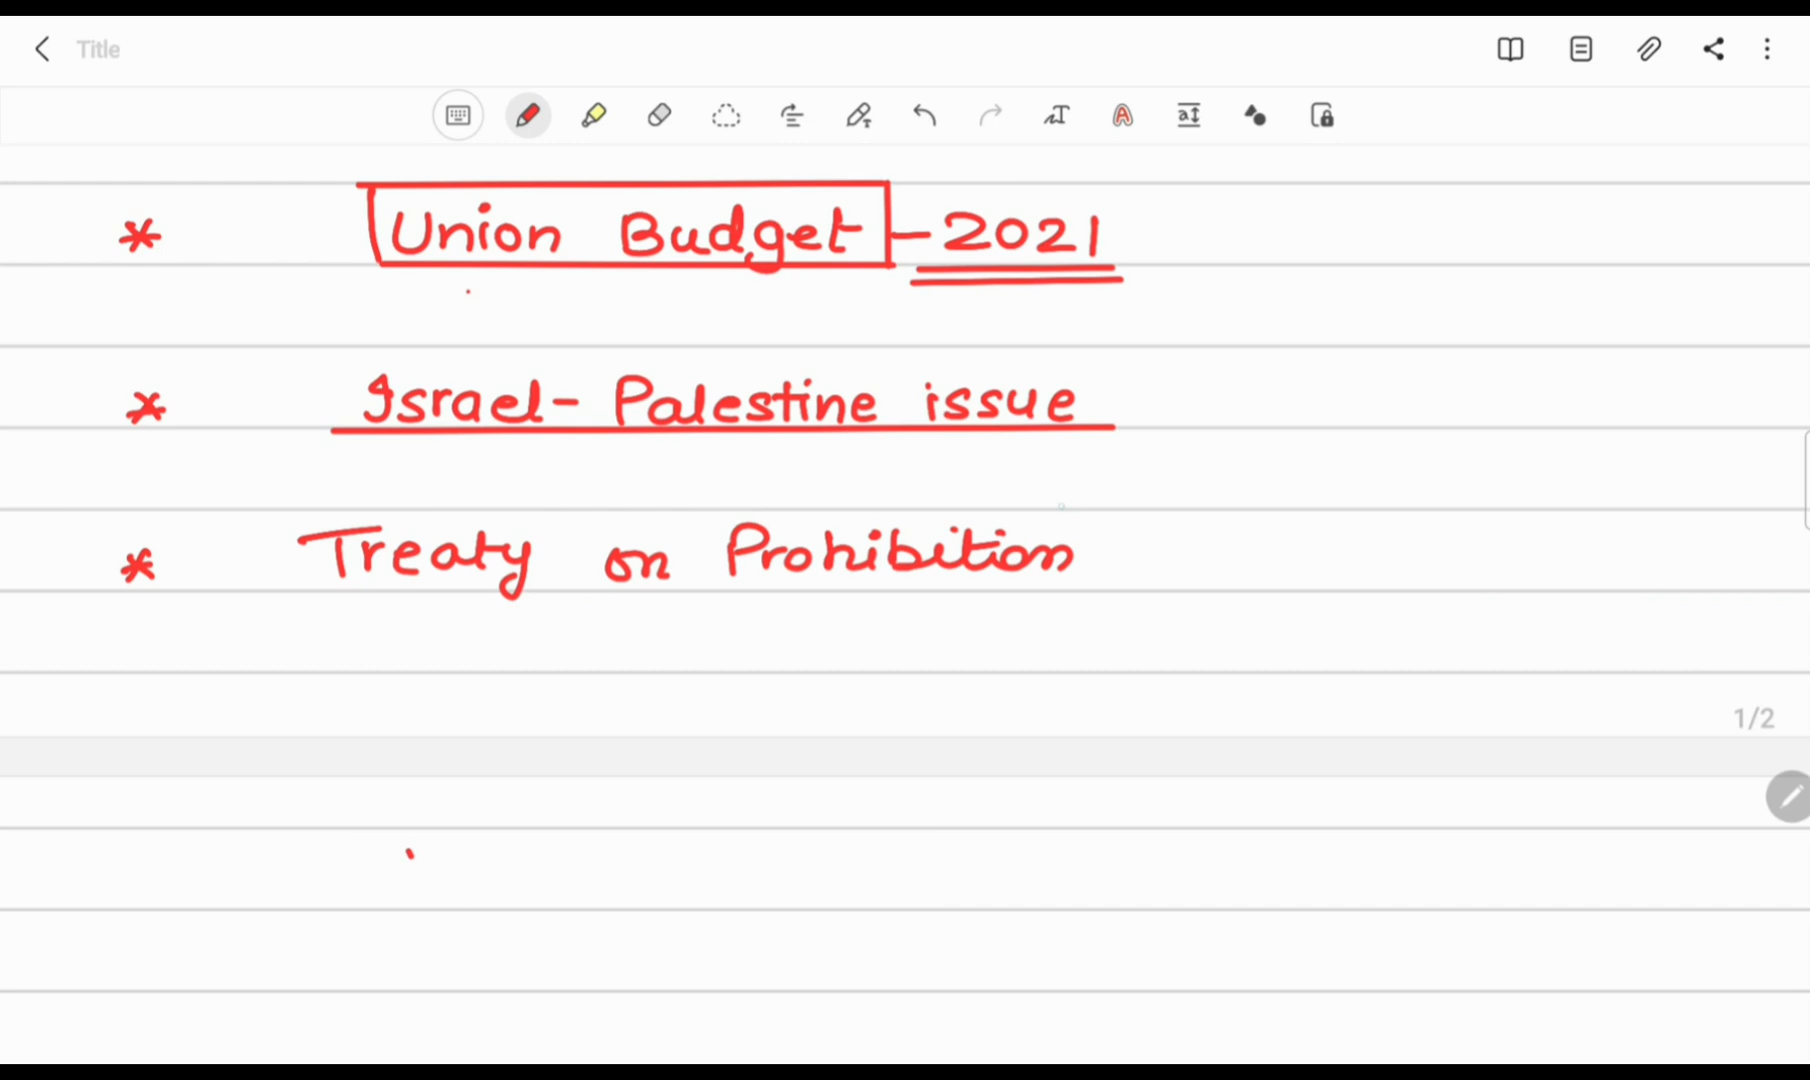 Title
* Union Budget - 2021
* Israel - Palestine issue
* Treaty on Prohibition
1/2